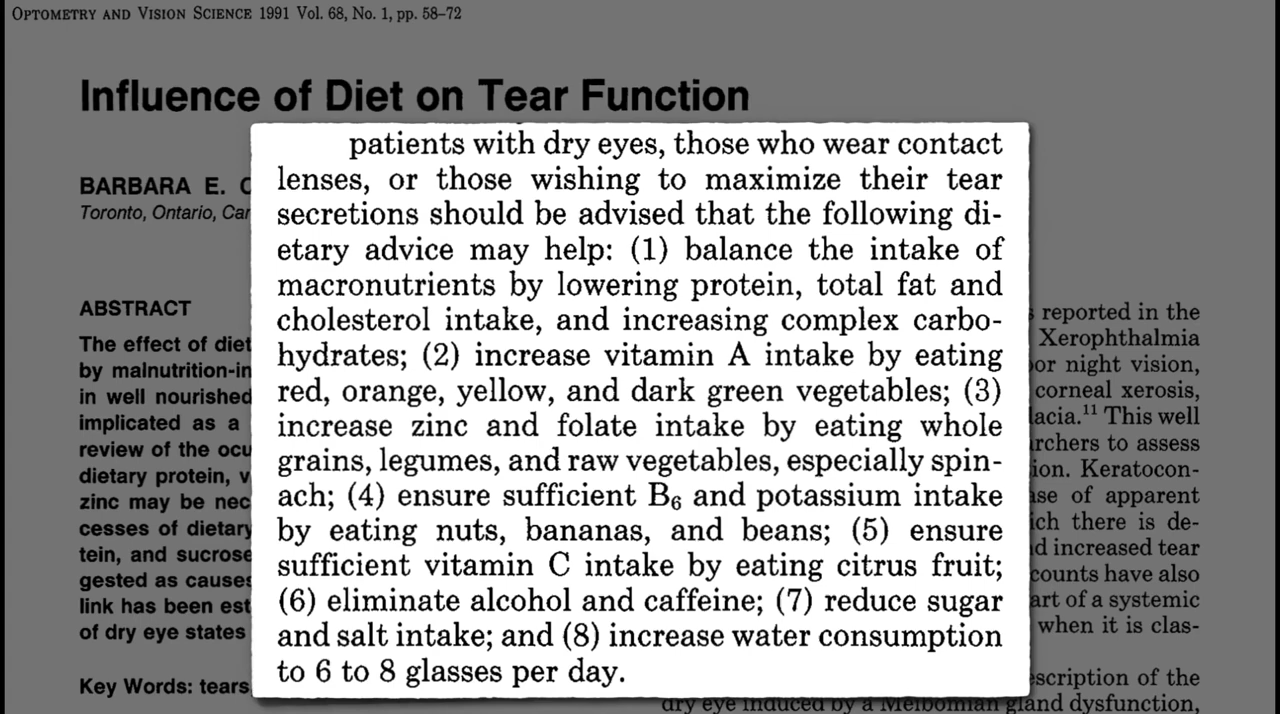 OPTOMETRY AND VISION SCIENCE 1991 Vol. 68, No. 1, pp. 58–72
Influence of Diet on Tear Function
BARBARA E.
Toronto, Ontario,
patients with dry eyes, those who wear contact
lenses, or those wishing to maximize their tear
secretions should be advised that the following di-
etary advice may help: (1) balance the intake of
macronutrients by lowering protein, total fat and
cholesterol intake, and increasing complex carbo-
hydrates; (2) increase vitamin A intake by eating
red, orange, yellow, and dark green vegetables; (3)
increase zinc and folate intake by eating whole
grains, legumes, and raw vegetables, especially spin-
ach; (4) ensure sufficient B₆ and potassium intake
by eating nuts, bananas, and beans; (5) ensure
sufficient vitamin C intake by eating citrus fruit;
(6) eliminate alcohol and caffeine; (7) reduce sugar
and salt intake; and (8) increase water consumption
to 6 to 8 glasses per day.
ABSTRACT
The effect of diet
by malnutrition-in
in well nourished
implicated as a
review of the ocu
dietary protein, v
zinc may be nec
cesses of dietary
tein, and sucrose
gested as causes
link has been est
of dry eye states
Key Words: tears
reported in the
Xerophthalmia
or night vision,
corneal xerosis,
lacia.¹¹ This well
rchers to assess
ion. Keratocon-
ase of apparent
ich there is de-
d increased tear
counts have also
art of a systemic
when it is clas-
escription of the
dry eye induced by a Meibomian gland dysfunction,